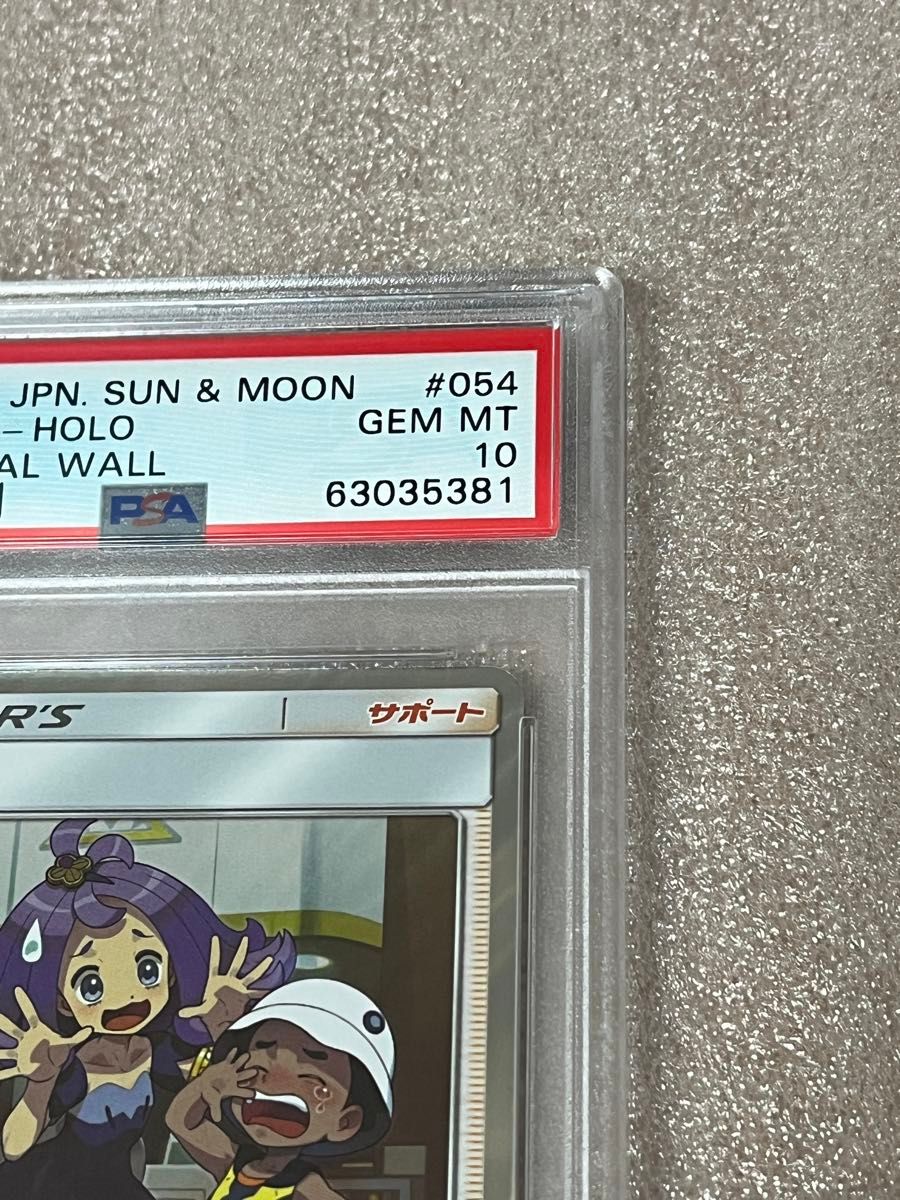 JPN. SUN & MOON #054
–HOLO GEM MT
AL WALL 10
PSA 63035381
R'S サポート